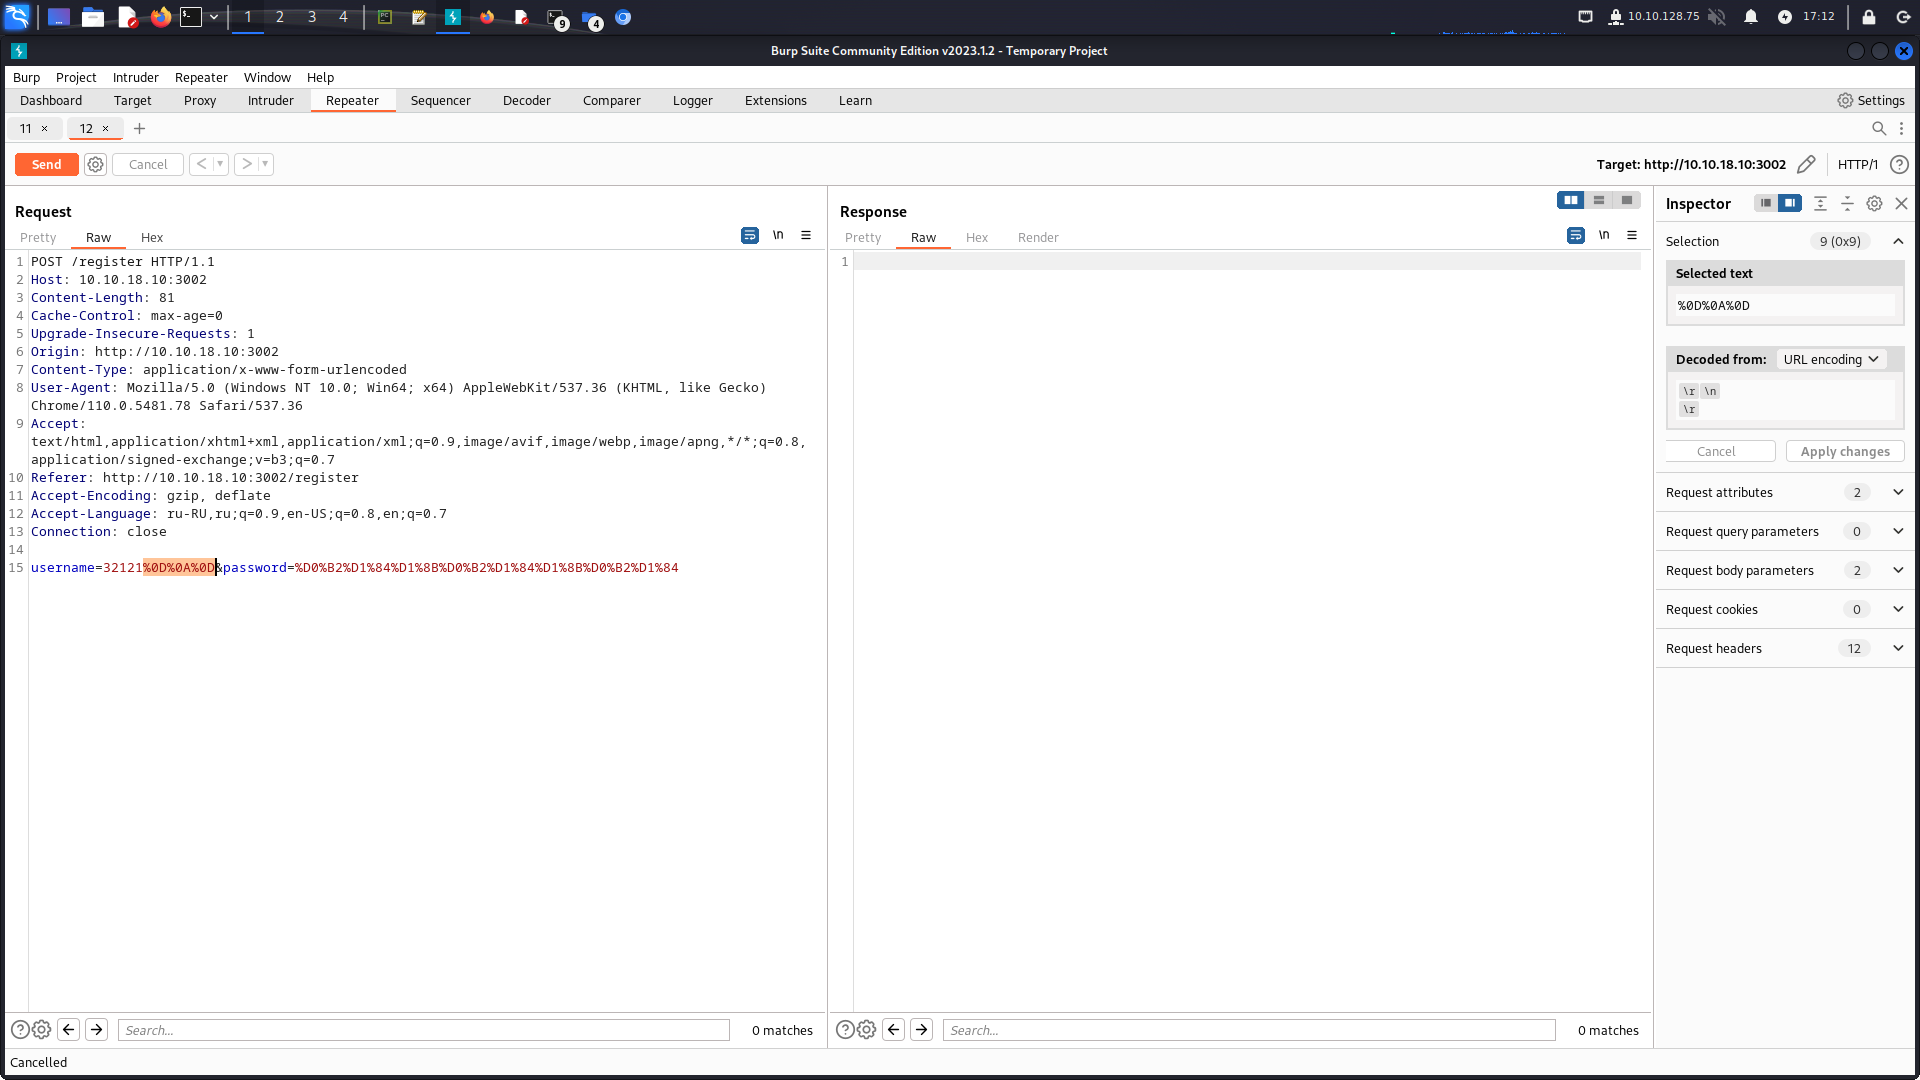 1 2 3 4 9 4 10.10.128.75 17:12
Burp Suite Community Edition v2023.1.2 - Temporary Project
Burp Project Intruder Repeater Window Help
Dashboard Target Proxy Intruder Repeater Sequencer Decoder Comparer Logger Extensions Learn Settings
11 × 12 × +
Send Cancel < > Target: http://10.10.18.10:3002 HTTP/1
Request
Pretty Raw Hex \n
1 POST /register HTTP/1.1
2 Host: 10.10.18.10:3002
3 Content-Length: 81
4 Cache-Control: max-age=0
5 Upgrade-Insecure-Requests: 1
6 Origin: http://10.10.18.10:3002
7 Content-Type: application/x-www-form-urlencoded
8 User-Agent: Mozilla/5.0 (Windows NT 10.0; Win64; x64) AppleWebKit/537.36 (KHTML, like Gecko)
Chrome/110.0.5481.78 Safari/537.36
9 Accept:
text/html,application/xhtml+xml,application/xml;q=0.9,image/avif,image/webp,image/apng,*/*;q=0.8,
application/signed-exchange;v=b3;q=0.7
10 Referer: http://10.10.18.10:3002/register
11 Accept-Encoding: gzip, deflate
12 Accept-Language: ru-RU,ru;q=0.9,en-US;q=0.8,en;q=0.7
13 Connection: close
14
15 username=32121%0D%0A%0D&password=%D0%B2%D1%84%D1%8B%D0%B2%D1%84%D1%8B%D0%B2%D1%84
Search... 0 matches
Response
Pretty Raw Hex Render \n
1
Search... 0 matches
Inspector
Selection 9 (0x9)
Selected text
%0D%0A%0D
Decoded from: URL encoding
\r \n
\r
Cancel Apply changes
Request attributes 2
Request query parameters 0
Request body parameters 2
Request cookies 0
Request headers 12
Cancelled